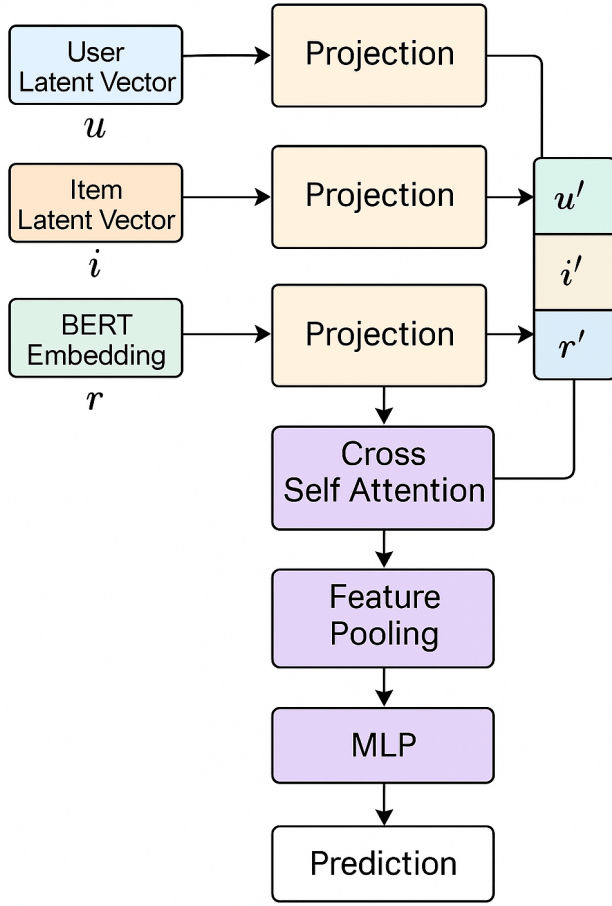 User
Latent Vector
u
Projection
Item
Latent Vector
i
Projection
BERT
Embedding
r
Projection
u′
i′
r′
Cross
Self Attention
Feature
Pooling
MLP
Prediction